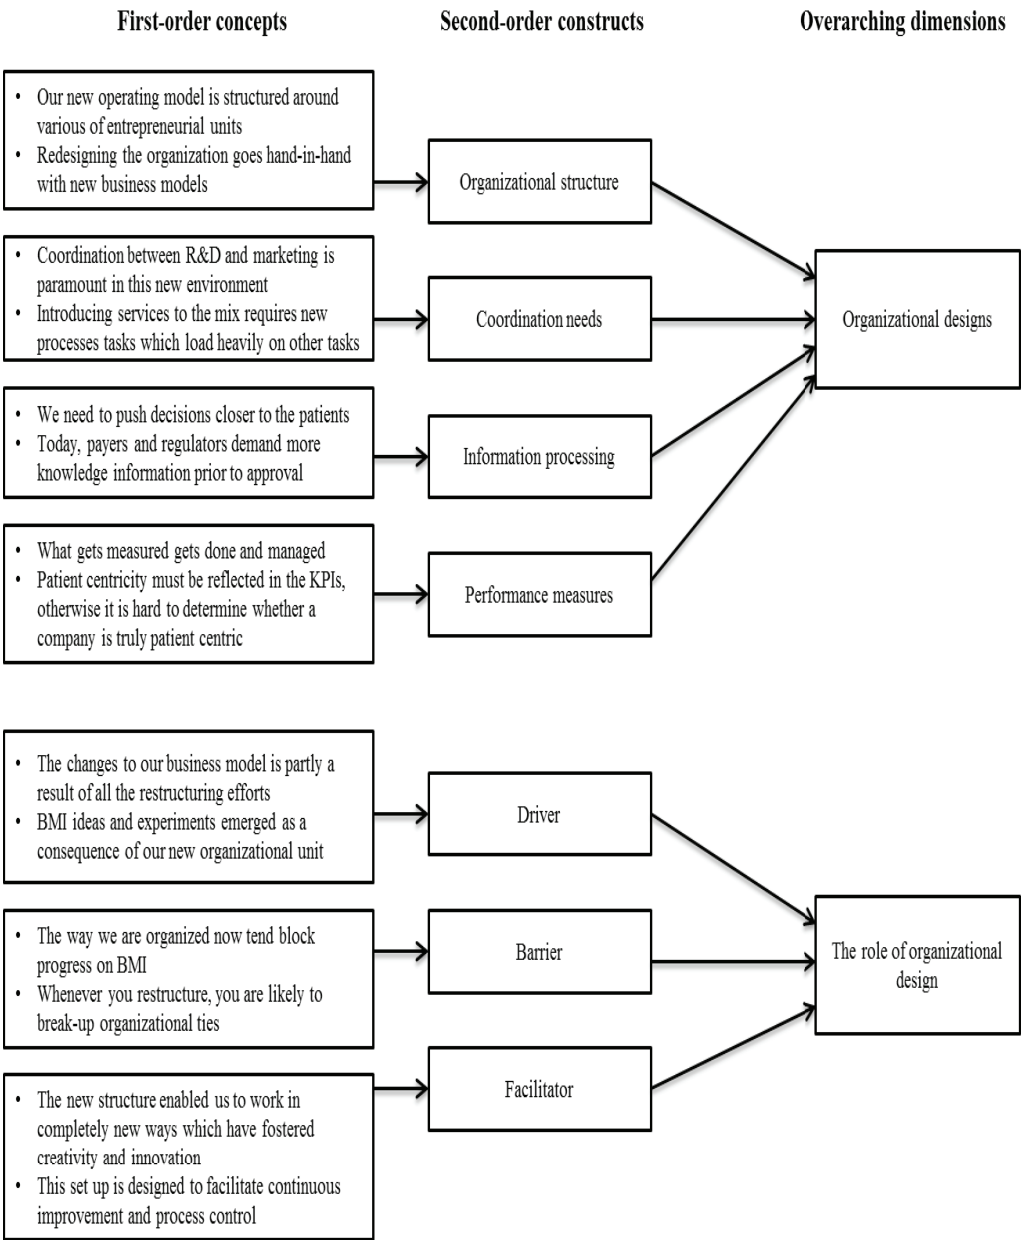 First-order concepts
Second-order constructs
Overarching dimensions
• Our new operating model is structured around
various of entrepreneurial units
• Redesigning the organization goes hand-in-hand
with new business models
Organizational structure
• Coordination between R&D and marketing is
paramount in this new environment
• Introducing services to the mix requires new
processes tasks which load heavily on other tasks
Coordination needs
Organizational designs
• We need to push decisions closer to the patients
• Today, payers and regulators demand more
knowledge information prior to approval
Information processing
• What gets measured gets done and managed
• Patient centricity must be reflected in the KPIs,
otherwise it is hard to determine whether a
company is truly patient centric
Performance measures
• The changes to our business model is partly a
result of all the restructuring efforts
• BMI ideas and experiments emerged as a
consequence of our new organizational unit
Driver
• The way we are organized now tend block
progress on BMI
• Whenever you restructure, you are likely to
break-up organizational ties
Barrier
The role of organizational
design
• The new structure enabled us to work in
completely new ways which have fostered
creativity and innovation
• This set up is designed to facilitate continuous
improvement and process control
Facilitator